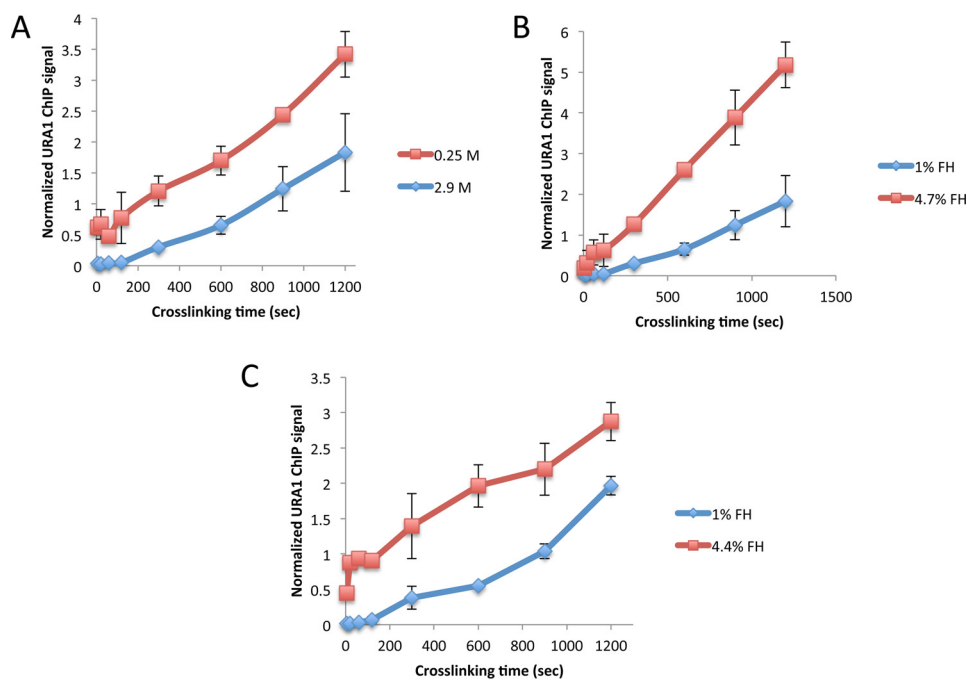 A
Normalized URA1 ChIP signal
4
3.5
3
2.5
2
1.5
1
0.5
0
0 200 400 600 800 1000 1200
Crosslinking time (sec)
0.25 M
2.9 M
B
Normalized URA1 ChIP signal
6
5
4
3
2
1
0
0 500 1000 1500
Crosslinking time (sec)
1% FH
4.7% FH
C
Normalized URA1 ChIP signal
3.5
3
2.5
2
1.5
1
0.5
0
0 200 400 600 800 1000 1200
Crosslinking time (sec)
1% FH
4.4% FH